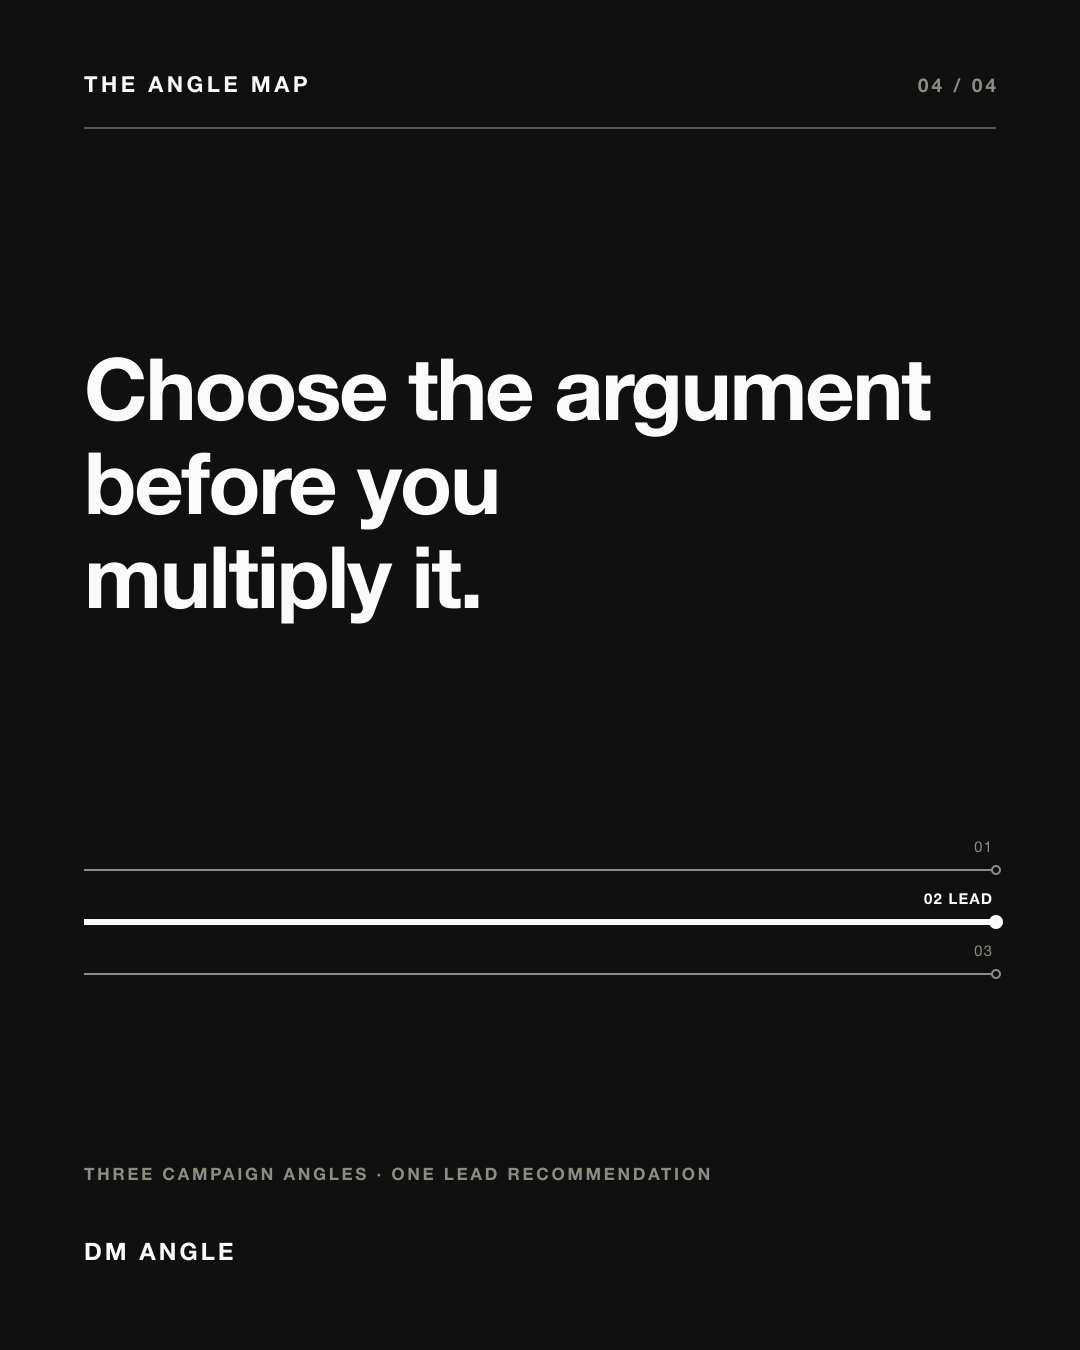 THE ANGLE MAP
04 / 04
Choose the argument
before you
multiply it.
01
02 LEAD
03
THREE CAMPAIGN ANGLES · ONE LEAD RECOMMENDATION
DM ANGLE